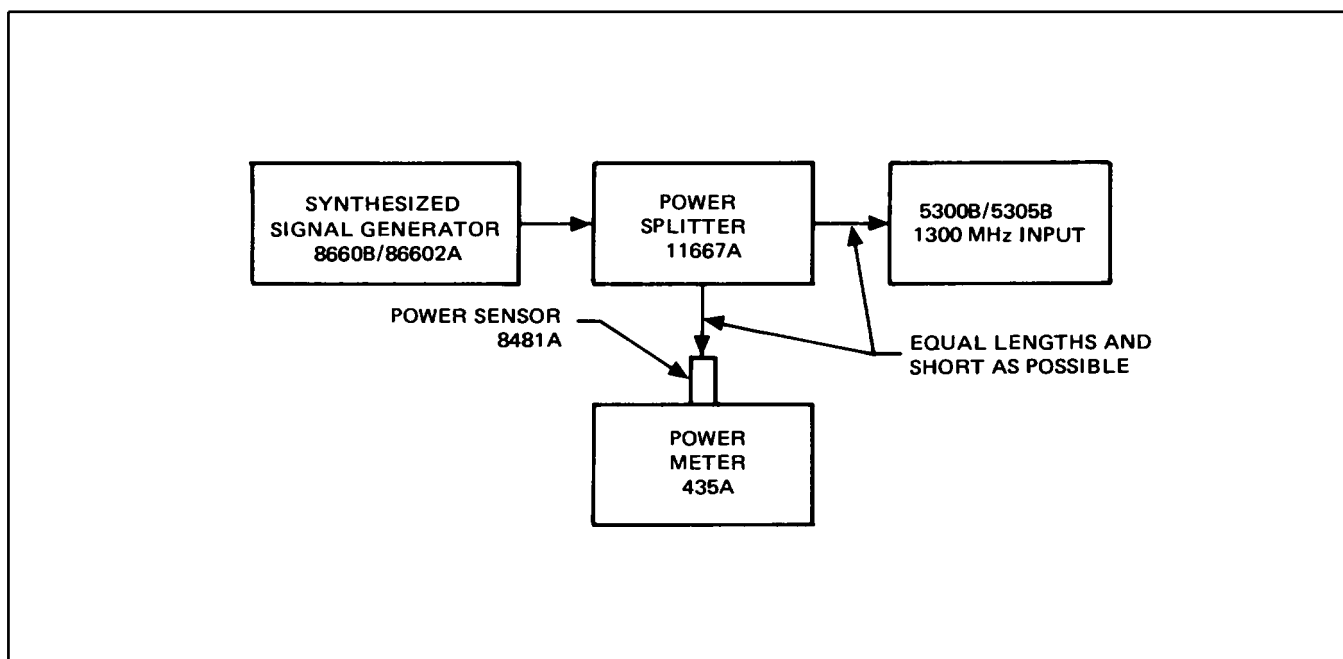 SYNTHESIZED
SIGNAL GENERATOR
8660B/86602A
POWER
SPLITTER
11667A
5300B/5305B
1300 MHz INPUT
POWER SENSOR
8481A
EQUAL LENGTHS AND
SHORT AS POSSIBLE
POWER
METER
435A